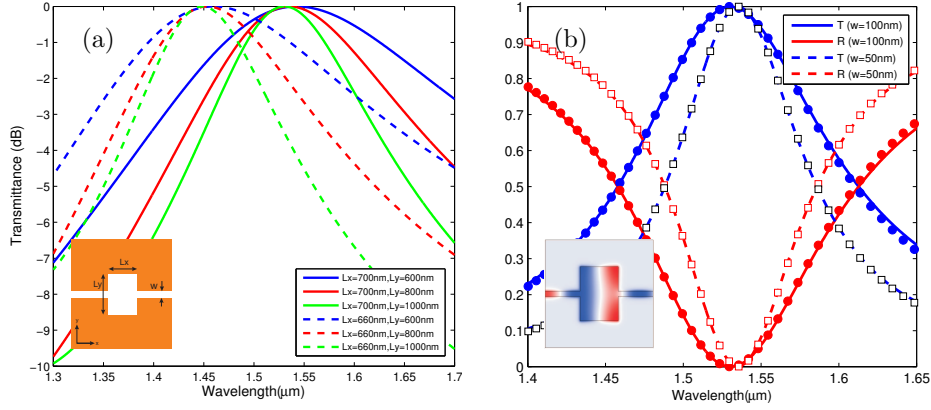 (a)
Transmittance (dB)
0
−1
−2
−3
−4
−5
−6
−7
−8
−9
−10
1.3
1.35
1.4
1.45
1.5
1.55
1.6
1.65
1.7
Wavelength(μm)
Lx
Ly
w
y
x
Lx=700nm,Ly=600nm
Lx=700nm,Ly=800nm
Lx=700nm,Ly=1000nm
Lx=660nm,Ly=600nm
Lx=660nm,Ly=800nm
Lx=660nm,Ly=1000nm
(b)
1
0.9
0.8
0.7
0.6
0.5
0.4
0.3
0.2
0.1
0
1.4
1.45
1.5
1.55
1.6
1.65
Wavelength(μm)
T (w=100nm)
R (w=100nm)
T (w=50nm)
R (w=50nm)